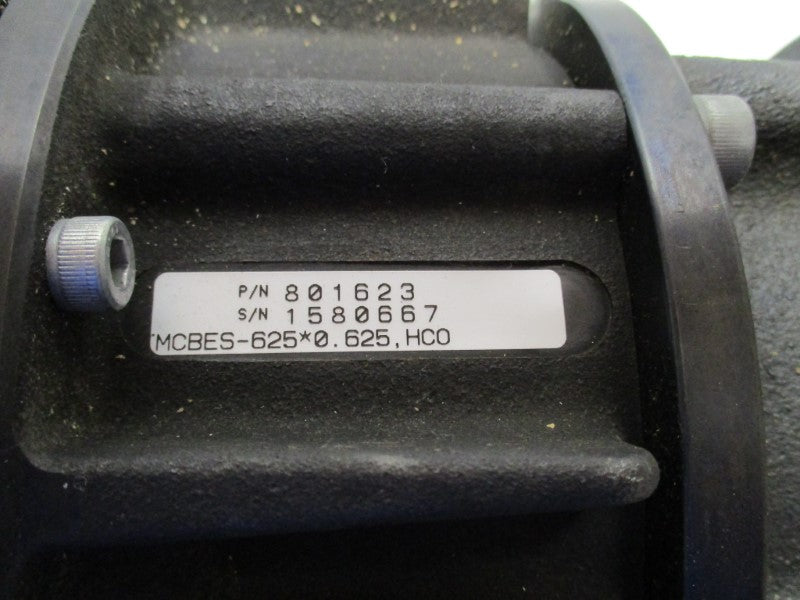 P/N 801623
S/N 1580667
MCBES-625*0.625,HCO